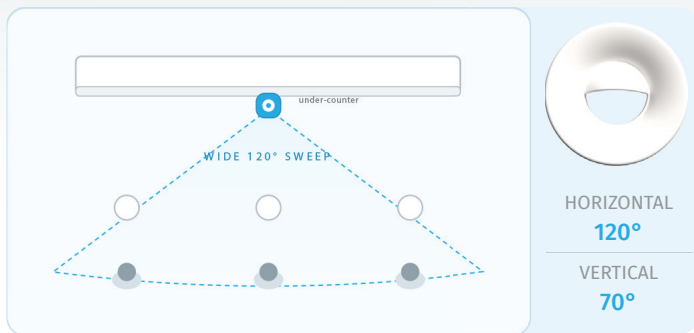 under-counter
WIDE 120° SWEEP
HORIZONTAL
120°
VERTICAL
70°